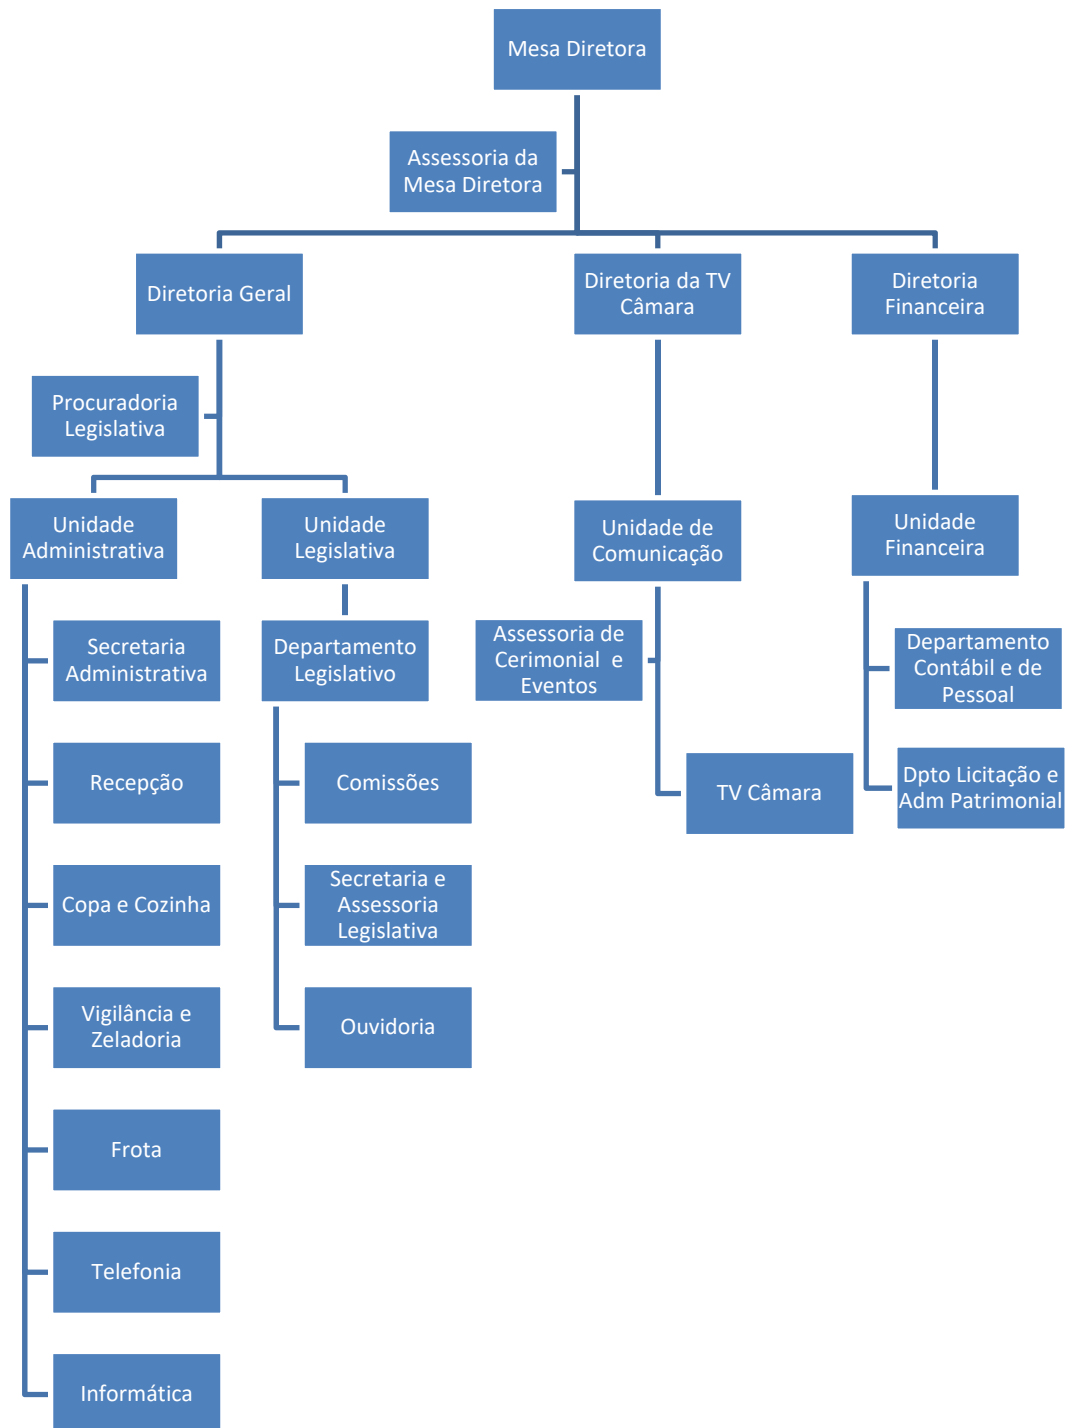 Mesa Diretora
Assessoria da
Mesa Diretora
Diretoria Geral
Diretoria da TV
Câmara
Diretoria
Financeira
Procuradoria
Legislativa
Unidade
Administrativa
Unidade
Legislativa
Unidade de
Comunicação
Unidade
Financeira
Secretaria
Administrativa
Departamento
Legislativo
Assessoria de
Cerimonial e
Eventos
Departamento
Contábil e de
Pessoal
Recepção
Comissões
TV Câmara
Dpto Licitação e
Adm Patrimonial
Copa e Cozinha
Secretaria e
Assessoria
Legislativa
Vigilância e
Zeladoria
Ouvidoria
Frota
Telefonia
Informática